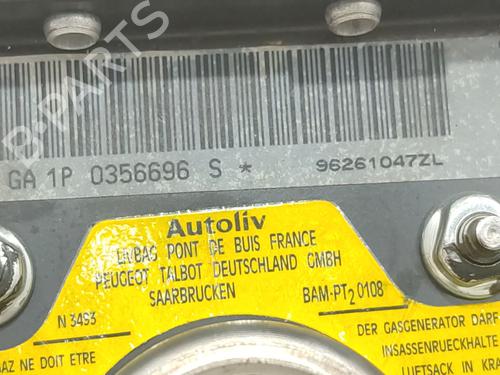 B-PARTS
GA 1P 0356696 S * 96261047ZL
Autoliv
LIVBAG PONT DE BUIS FRANCE
PEUGEOT TALBOT DEUTSCHLAND GMBH
SAARBRUCKEN BAM-PT2 0108
N 3493
DER GASGENERATOR DARF
GAZ NE DOIT ETRE INSASSENRUECKHALTE
LUFTSACK IN KRA